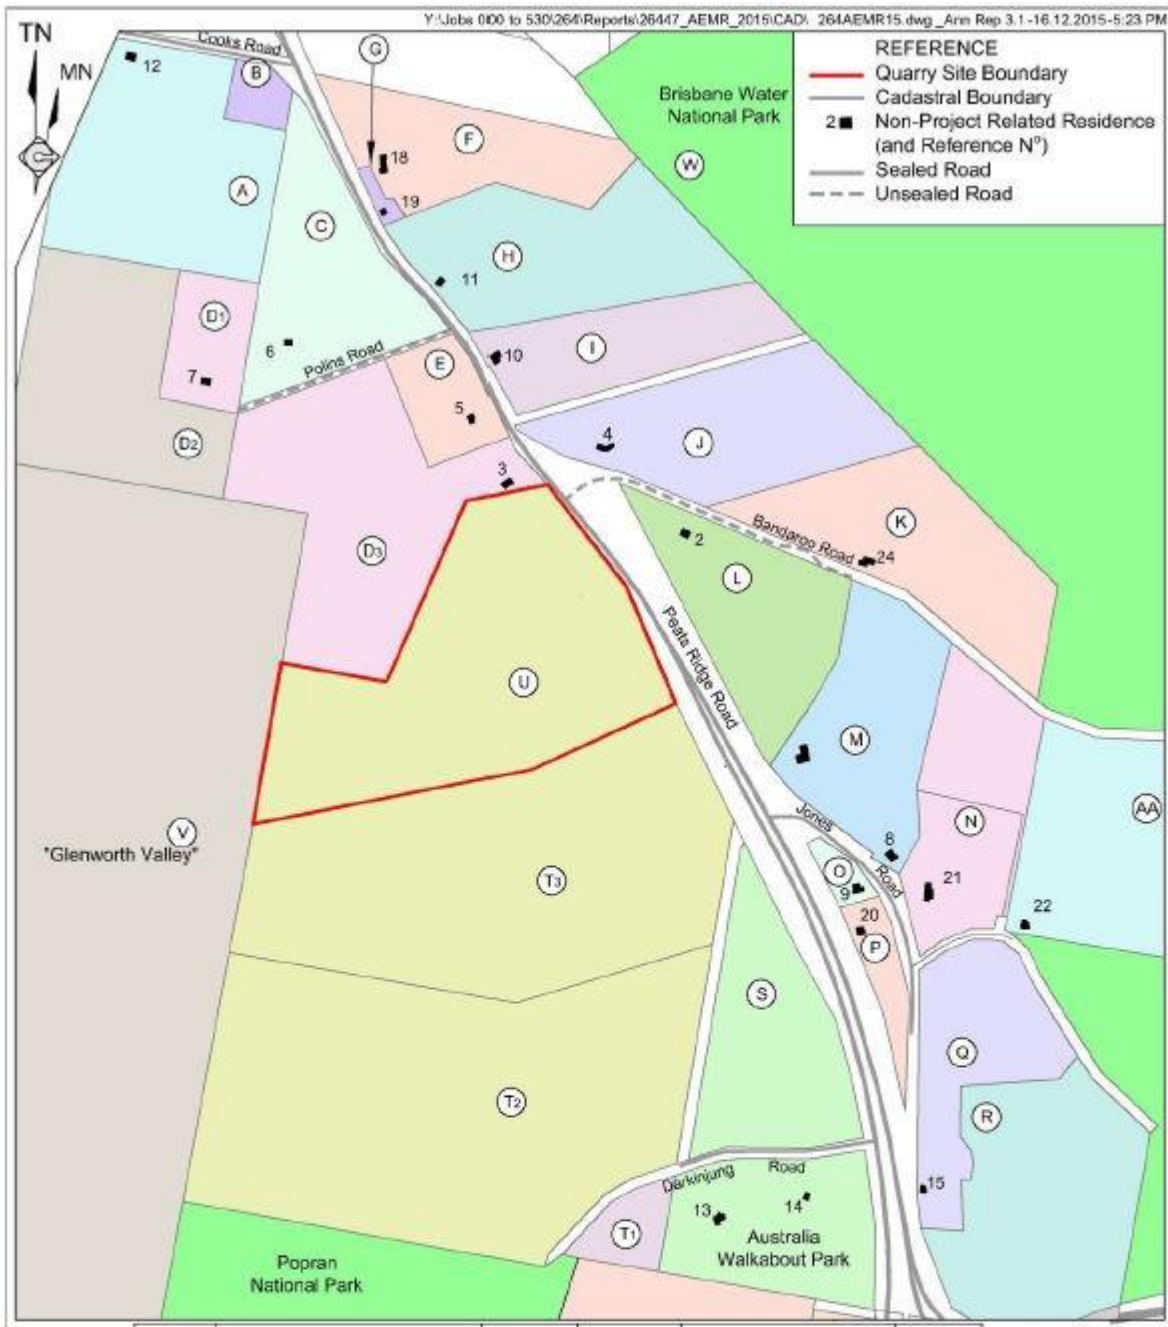 Y:\Jobs 0I00 to 530\264\Reports\26447_AEMR_2015\CAD\ 264AEMR15.dwg_Ann Rep 3.1-16.12.2015-5:23 PM
TN
MN
REFERENCE
Quarry Site Boundary
Cadastral Boundary
2 Non-Project Related Residence
(and Reference Nº)
Sealed Road
Unsealed Road
Cooks Road
12
B
G
Brisbane Water
National Park
F
W
18
A
19
C
H
11
D1
6
Polins Road
7
E
10
I
5
D2
4
J
3
2
Bandaroo Road
K
24
D3
L
U
Peats Ridge Road
M
V
"Glenworth Valley"
Jones
Road
8
N
AA
T3
O
9
21
20
P
22
S
Q
T2
R
Darkinjung Road
15
13
14
T1
Australia
Walkabout Park
Popran
National Park